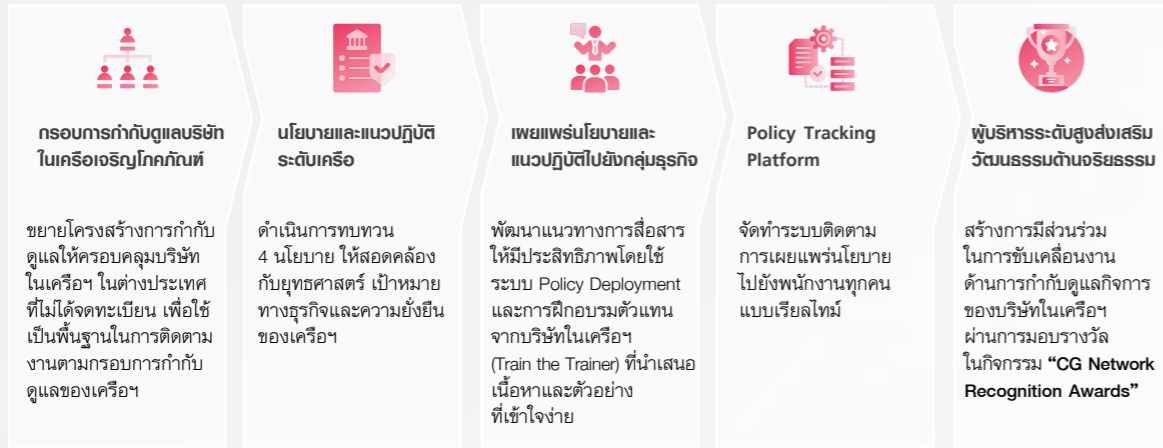 กรอบการกำกับดูแลบริษัท
ในเครือเจริญโภคภัณฑ์
ขยายโครงสร้างการกำกับ
ดูแลให้ครอบคลุมบริษัท
ในเครือฯ ในต่างประเทศ
ที่ไม่ได้จดทะเบียน เพื่อใช้
เป็นพื้นฐานในการติดตาม
งานตามกรอบการกำกับ
ดูแลของเครือฯ
นโยบายและแนวปฏิบัติ
ระดับเครือ
ดำเนินการทบทวน
4 นโยบาย ให้สอดคล้อง
กับยุทธศาสตร์ เป้าหมาย
ทางธุรกิจและความยั่งยืน
ของเครือฯ
เผยแพร่นโยบายและ
แนวปฏิบัติไปยังกลุ่มธุรกิจ
พัฒนาแนวทางการสื่อสาร
ให้มีประสิทธิภาพโดยใช้
ระบบ Policy Deployment
และการฝึกอบรมตัวแทน
จากบริษัทในเครือฯ
(Train the Trainer) ที่นำเสนอ
เนื้อหาและตัวอย่าง
ที่เข้าใจง่าย
Policy Tracking
Platform
จัดทำระบบติดตาม
การเผยแพร่นโยบาย
ไปยังพนักงานทุกคน
แบบเรียลไทม์
ผู้บริหารระดับสูงส่งเสริม
วัฒนธรรมด้านจริยธรรม
สร้างการมีส่วนร่วม
ในการขับเคลื่อนงาน
ด้านการกำกับดูแลกิจการ
ของบริษัทในเครือฯ
ผ่านการมอบรางวัล
ในกิจกรรม “CG Network
Recognition Awards”